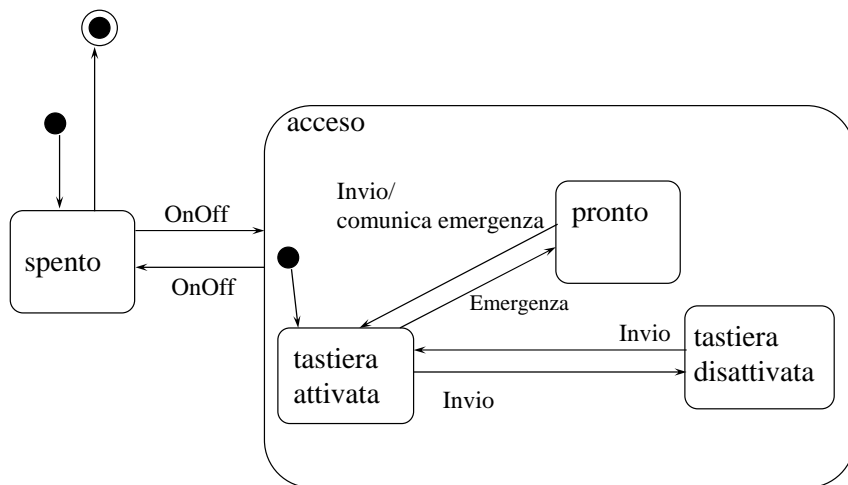 acceso
Invio/
comunica emergenza
pronto
OnOff
spento
OnOff
Emergenza
tastiera
attivata
Invio
tastiera
disattivata
Invio